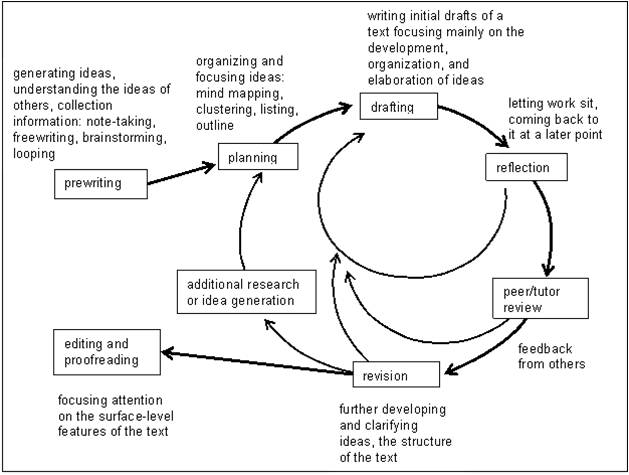 writing initial drafts of a
text focusing mainly on the
development,
organization, and
elaboration of ideas
drafting
organizing and
focusing ideas:
mind mapping,
clustering, listing,
outline
planning
generating ideas,
understanding the ideas of
others, collection
information: note-taking,
freewriting, brainstorming,
looping
prewriting
letting work sit,
coming back to
it at a later point
reflection
additional research
or idea generation
peer/tutor
review
feedback
from others
editing and
proofreading
focusing attention
on the surface-level
features of the text
revision
further developing
and clarifying
ideas, the structure
of the text